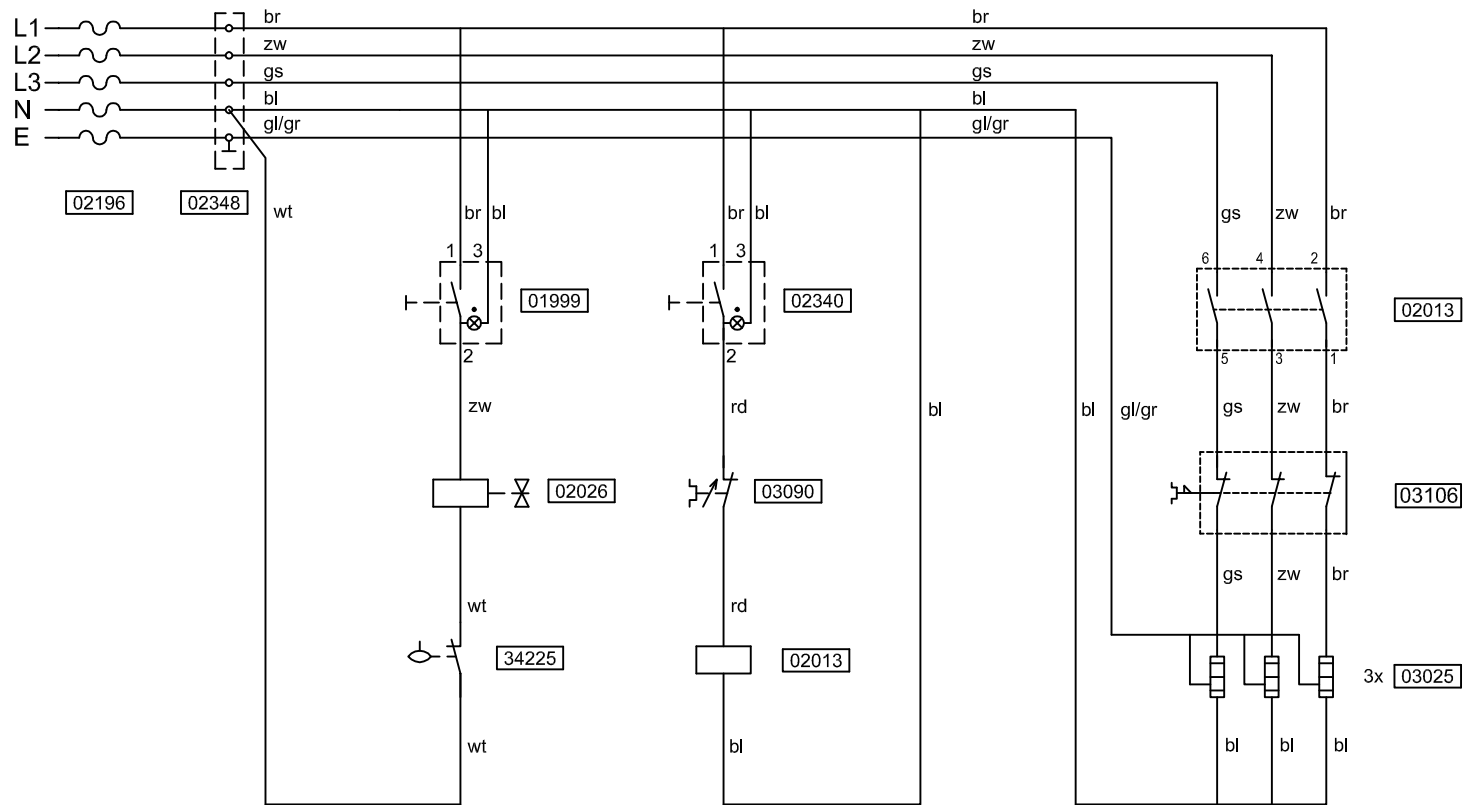 L1 br br
L2 zw zw
L3 gs gs
N bl bl
E gl/gr gl/gr
02196 02348
wt br bl br bl gs zw br
1 3 1 3 6 4 2
01999 02340 02013
2 2 5 3 1
zw rd bl bl gl/gr gs zw br
02026 03090 03106
gs zw br
wt rd
34225 02013 3x 03025
wt bl bl bl bl